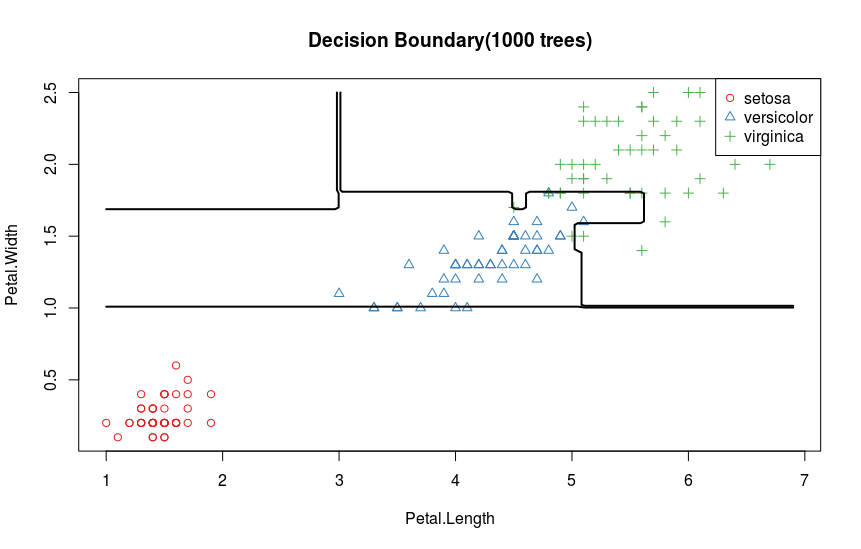 Decision Boundary(1000 trees)
setosa
versicolor
virginica
2.5
2.0
1.5
1.0
0.5
Petal.Width
1 2 3 4 5 6 7
Petal.Length